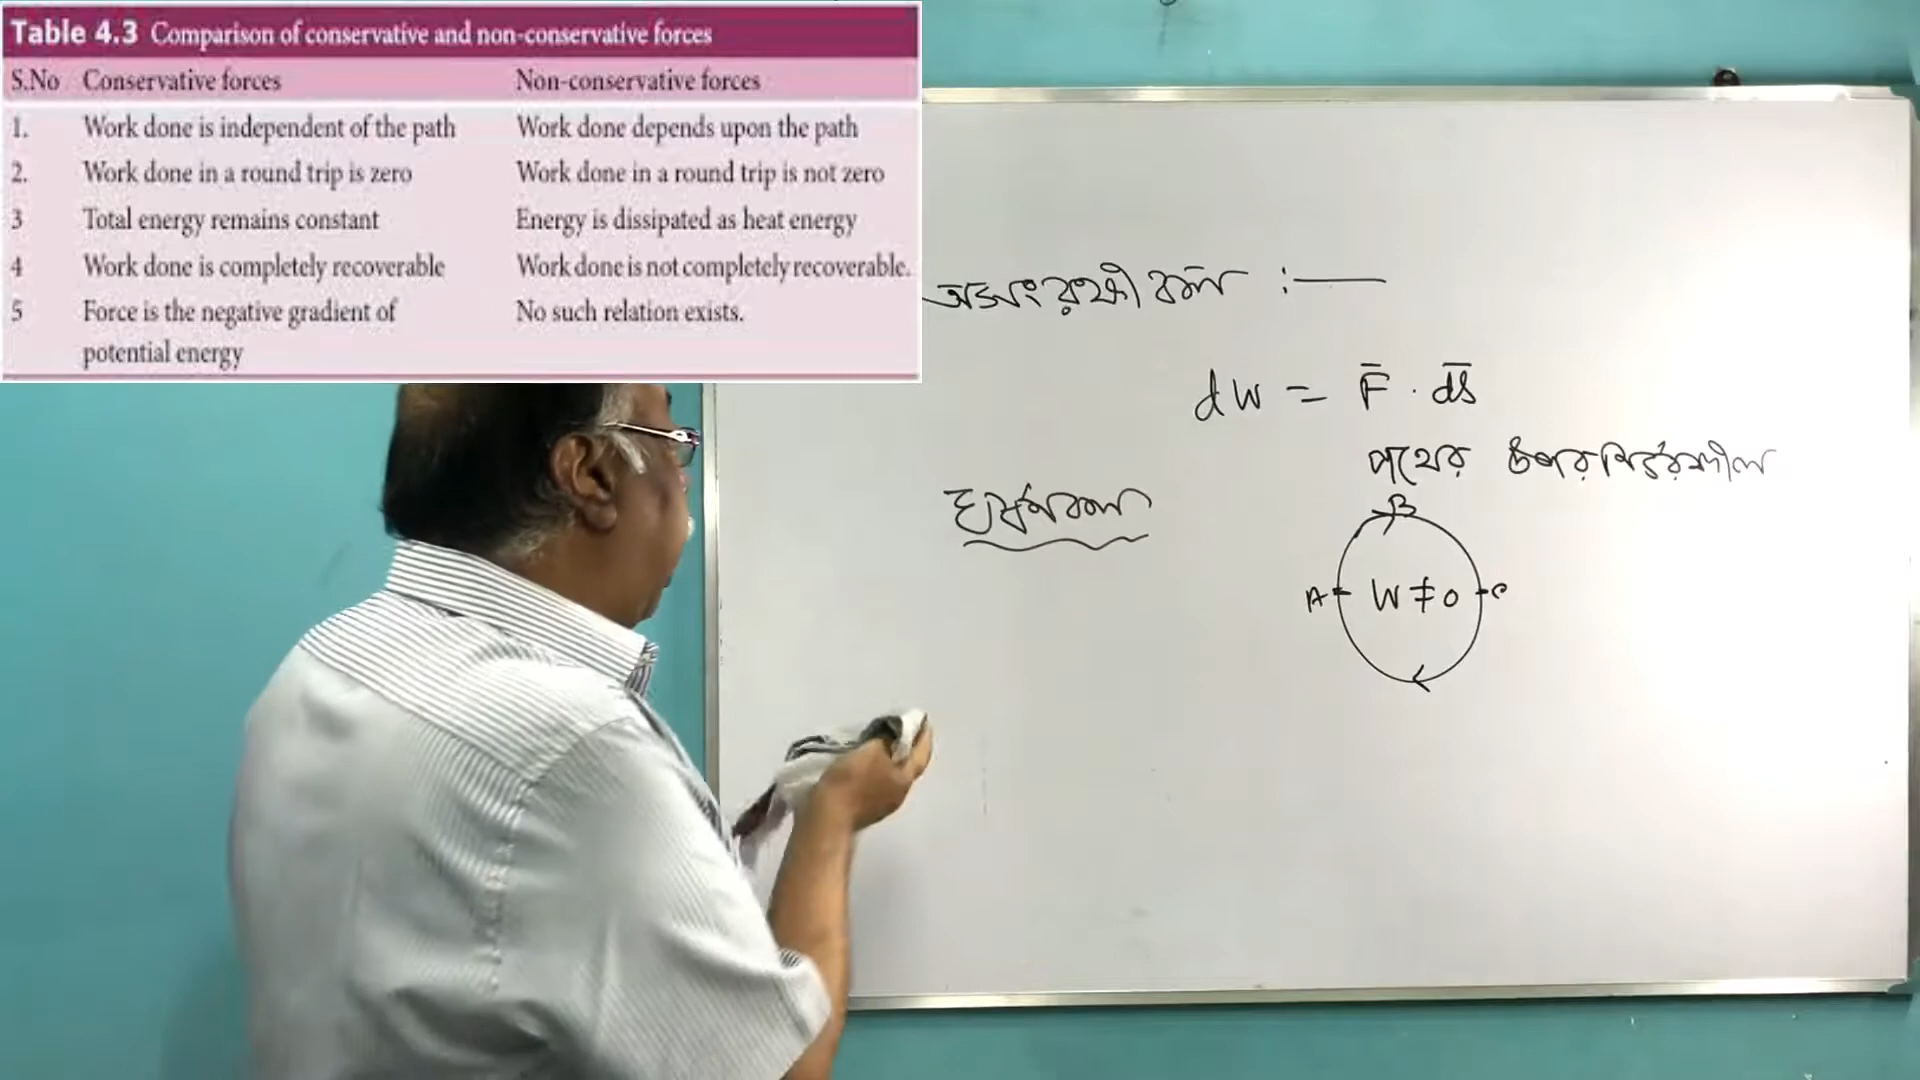 Table 4.3 Comparison of conservative and non-conservative forces
S.No Conservative forces Non-conservative forces
1. Work done is independent of the path Work done depends upon the path
2. Work done in a round trip is zero Work done in a round trip is not zero
3 Total energy remains constant Energy is dissipated as heat energy
4 Work done is completely recoverable Work done is not completely recoverable.
5 Force is the negative gradient of No such relation exists.
potential energy
অসংরক্ষী বল :—
dW = F̄ . d̄s̄
পথের উপর নির্ভরশীল
ঘর্ষণ বল
B
A W ≠ 0 C